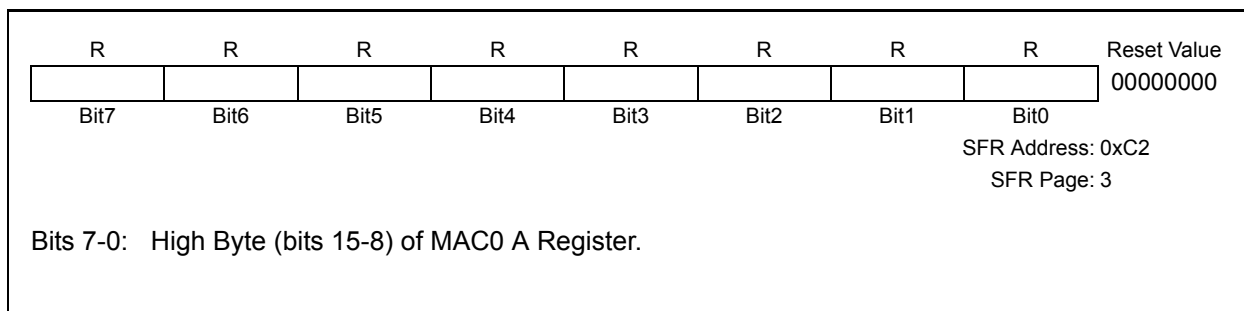 R R R R R R R R Reset Value
00000000
Bit7 Bit6 Bit5 Bit4 Bit3 Bit2 Bit1 Bit0
SFR Address: 0xC2
SFR Page: 3
Bits 7-0: High Byte (bits 15-8) of MAC0 A Register.